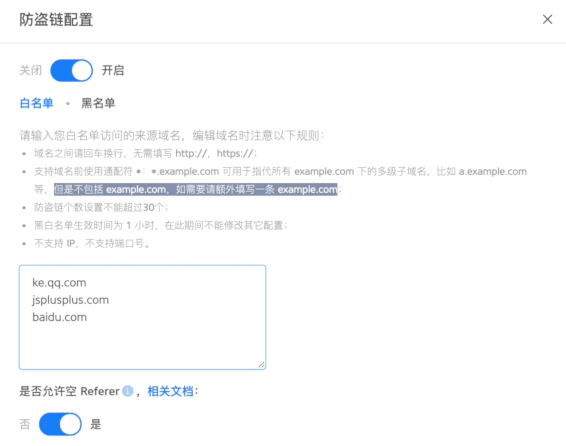 防盗链配置
关闭 开启
白名单 • 黑名单
请输入您白名单访问的来源域名，编辑域名时注意以下规则：
• 域名之间请回车换行，无需填写 http://，https://；
• 支持域名前使用通配符 *：*.example.com 可用于指代所有 example.com 下的多级子域名，比如 a.example.com
等，但是不包括 example.com，如需要请额外填写一条 example.com；
• 防盗链个数设置不能超过30个；
• 黑白名单生效时间为 1 小时，在此期间不能修改其它配置；
• 不支持 IP，不支持端口号。
ke.qq.com
jsplusplus.com
baidu.com
是否允许空 Referer i ，相关文档：
否 是